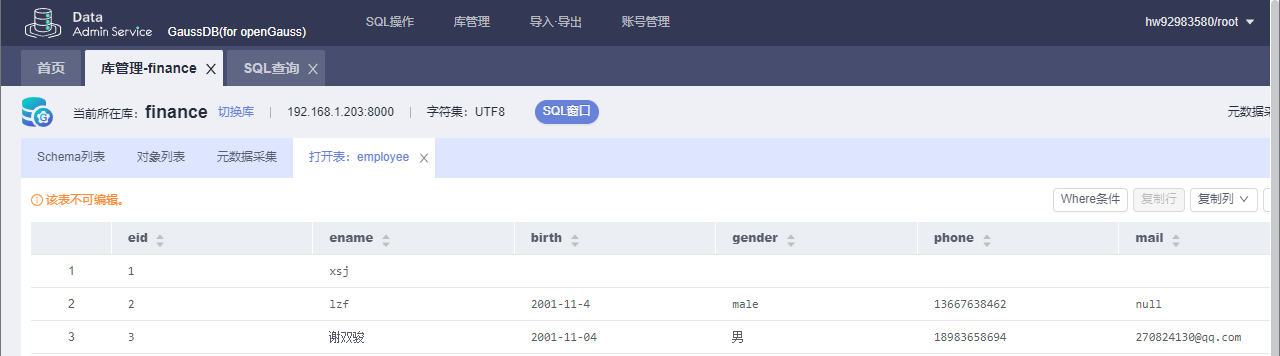 Data Admin Service GaussDB(for openGauss) SQL操作 库管理 导入·导出 账号管理 hw92983580/root
首页 库管理-finance SQL查询
当前所在库：finance 切换库 192.168.1.203:8000 字符集：UTF8 SQL窗口 元数据采
Schema列表 对象列表 元数据采集 打开表：employee
该表不可编辑。 Where条件 复制行 复制列
eid ename birth gender phone mail
1 1 xsj
2 2 lzf 2001-11-4 male 13667638462 null
3 3 谢双骏 2001-11-04 男 18983658694 270824130@qq.com